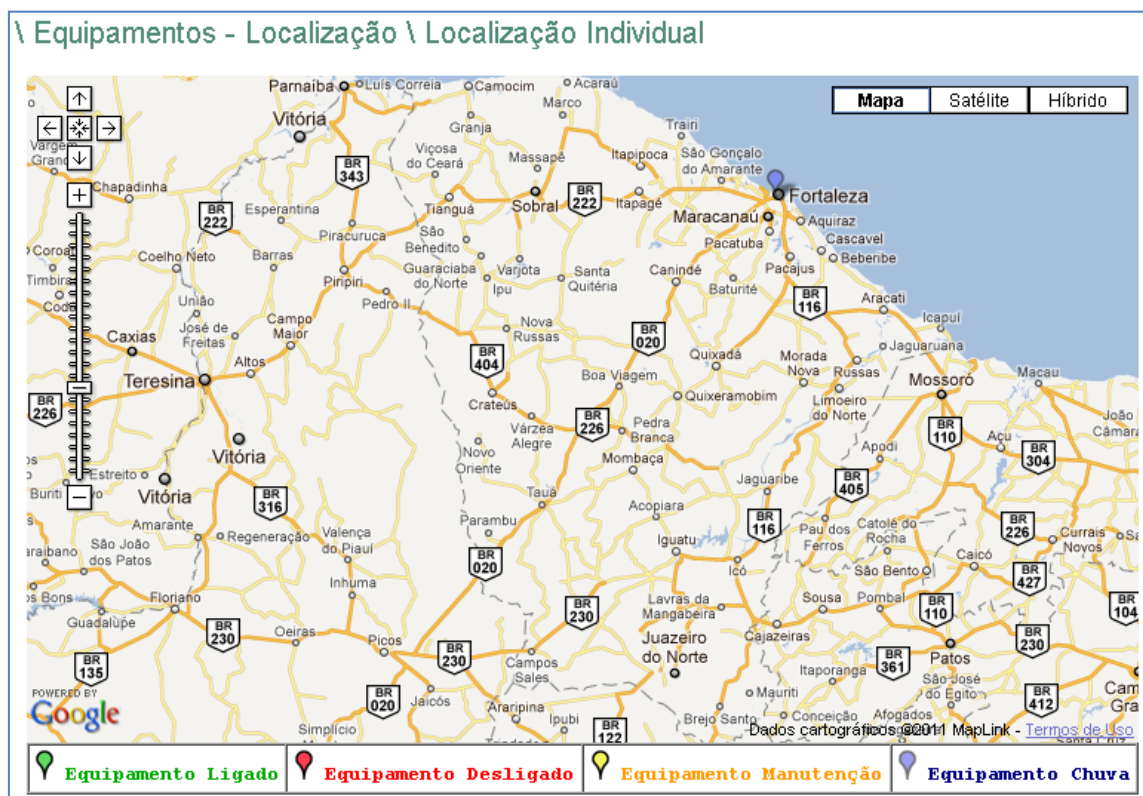 \ Equipamentos - Localização \ Localização Individual
Mapa
Satélite
Híbrido
Parnaíba
Luís Correia
Camocim
Acaraú
Vitória
Granja
Marco
Trairi
Vargem
Grande
BR
343
Viçosa
do Ceará
Massapê
Itapipoca
São Gonçalo
do Amarante
Chapadinha
Esperantina
BR
222
Tianguá
Sobral
BR
222
Itapagé
Fortaleza
Maracanaú
Aquiraz
Piracuruca
São
Benedito
Pacatuba
Cascavel
Beberibe
Coelho Neto
Barras
Piripiri
Guaraciaba
do Norte
Varjota
Ipu
Santa
Quitéria
Canindé
Baturité
Pacajus
Timbira
União
José de
Freitas
Campo
Maior
Pedro II
Nova
Russas
BR
020
BR
116
Aracati
Icapuí
Caxias
Altos
Teresina
BR
404
Quixadá
Morada
Nova
Russas
Jaguaruana
Boa Viagem
Quixeramobim
Limoeiro
do Norte
Mossoró
Macau
BR
226
Crateús
Várzea
Alegre
BR
226
Pedra
Branca
BR
110
Açu
João
Câmara
BR
304
Vitória
Novo
Oriente
Mombaça
Apodi
Estreito
Vitória
BR
316
Tauá
Jaguaribe
BR
405
Amarante
Regeneração
Valença
do Piauí
Parambu
Acopiara
BR
116
Pau dos
Ferros
Catolé do
Rocha
BR
226
Currais
Novos
São João
dos Patos
BR
020
Iguatu
Icó
São Bento
Caicó
BR
427
Inhuma
Floriano
Guadalupe
BR
230
Oeiras
Picos
BR
230
BR
230
Lavras da
Mangabeira
Sousa
Pombal
BR
110
BR
104
Cajazeiras
Juazeiro
do Norte
BR
135
Campos
Sales
Patos
BR
230
BR
361
Itaporanga
São José
do Egito
BR
020
Jaicós
Araripina
Mauriti
BR
412
Simplício
Ipubi
BR
122
Brejo Santo
Conceição
Afogados
POWERED BY
Google
Dados cartográficos ©2011 MapLink - Termos de Uso
Equipamento Ligado
Equipamento Desligado
Equipamento Manutenção
Equipamento Chuva